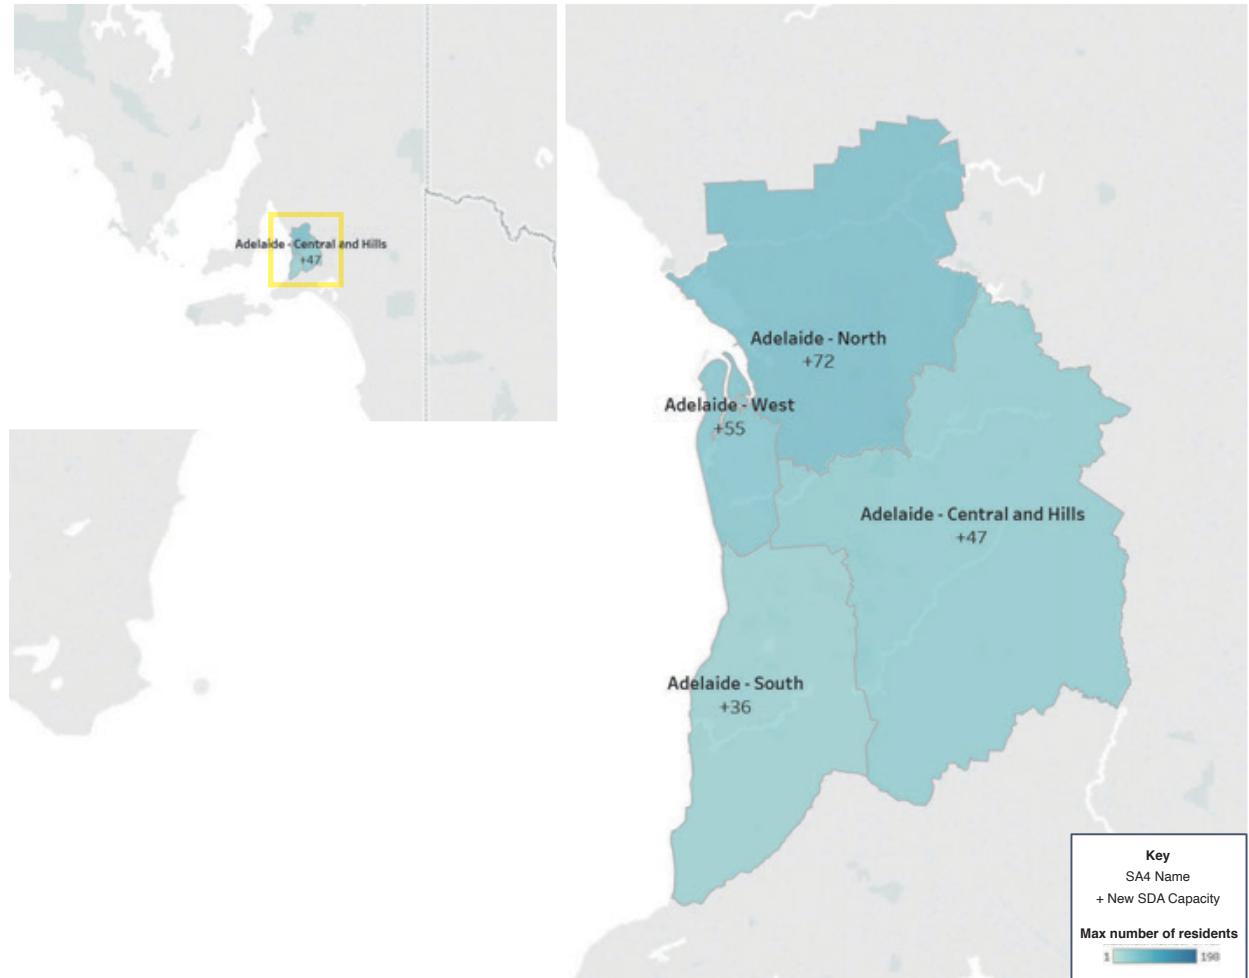 Adelaide - Central and Hills
+47
Adelaide - North
+72
Adelaide - West
+55
Adelaide - Central and Hills
+47
Adelaide - South
+36
Key
SA4 Name
+ New SDA Capacity
Max number of residents
1 198